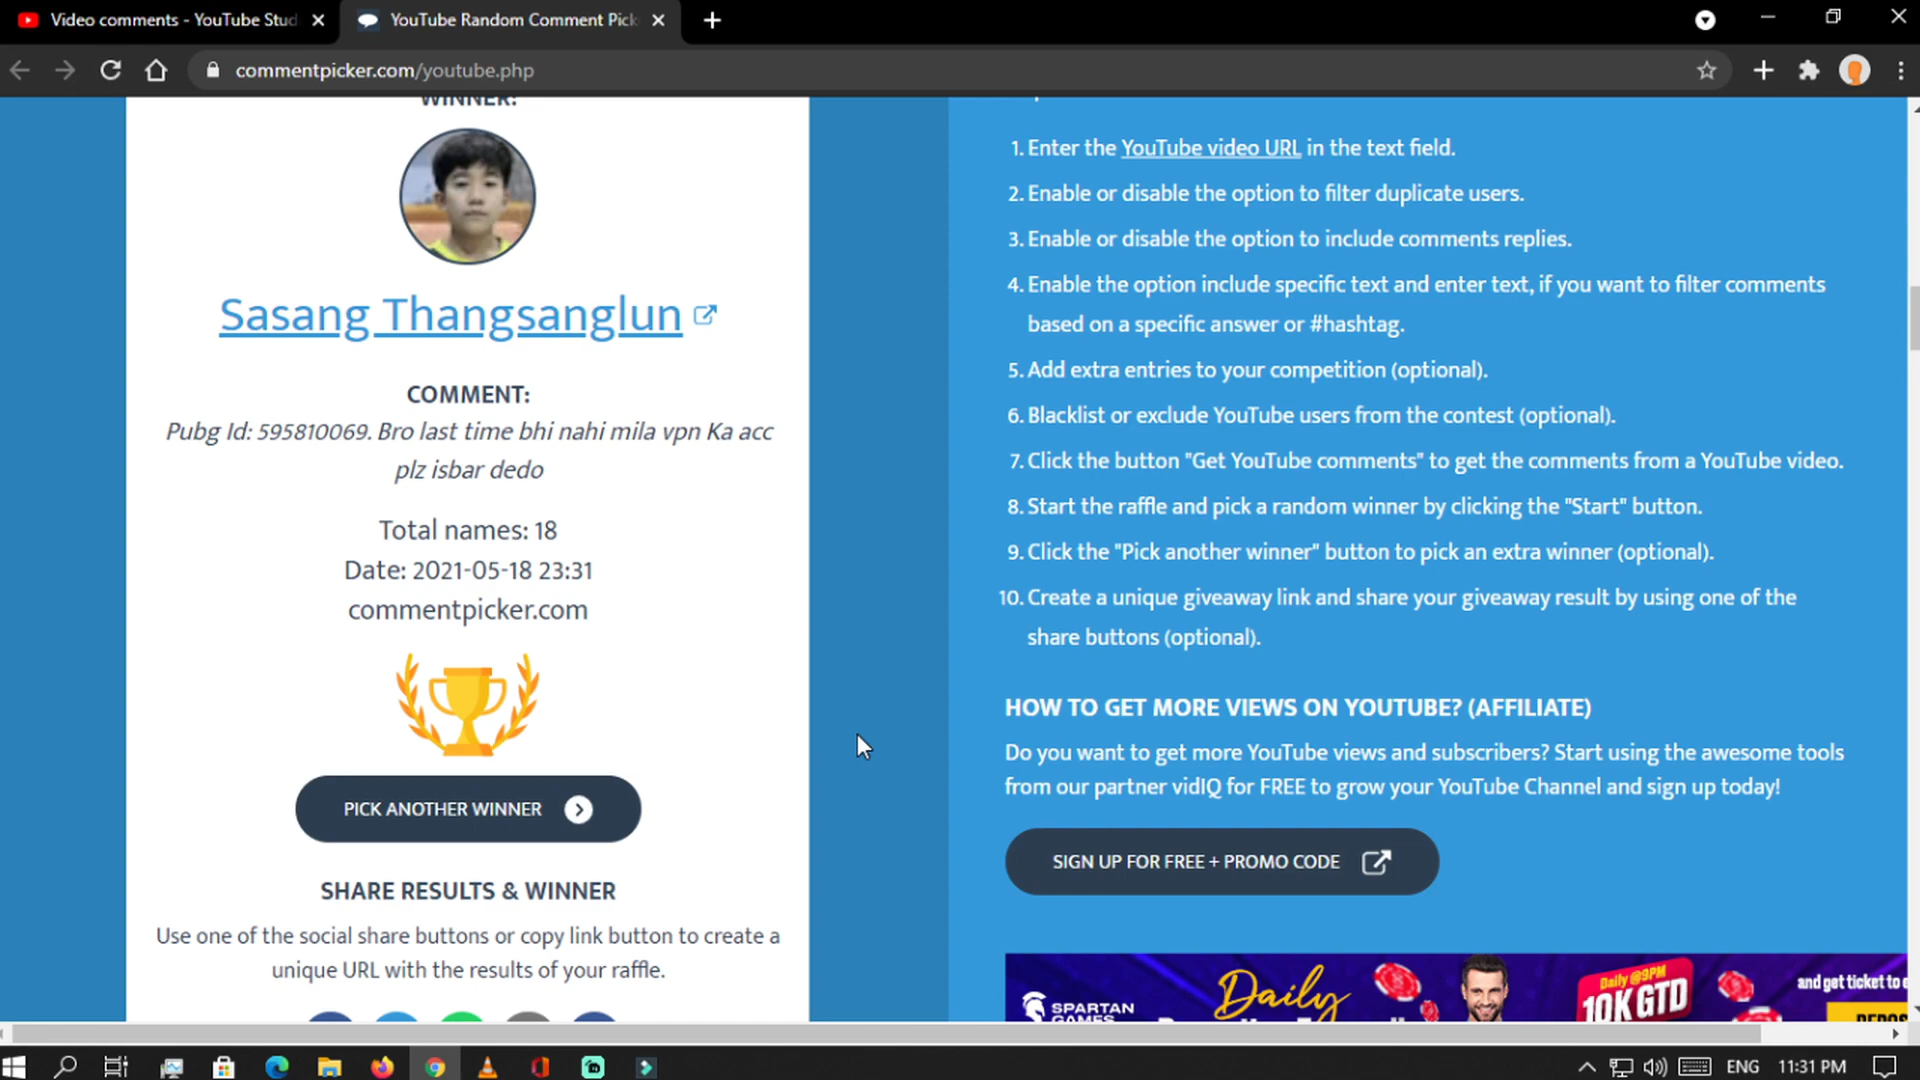 Video comments - YouTube Stud
YouTube Random Comment Pick
commentpicker.com/youtube.php
WINNER:
Sasang Thangsanglun
COMMENT:
Pubg Id: 595810069. Bro last time bhi nahi mila vpn Ka acc
plz isbar dedo
Total names: 18
Date: 2021-05-18 23:31
commentpicker.com
PICK ANOTHER WINNER
SHARE RESULTS & WINNER
Use one of the social share buttons or copy link button to create a
unique URL with the results of your raffle.
1. Enter the YouTube video URL in the text field.
2. Enable or disable the option to filter duplicate users.
3. Enable or disable the option to include comments replies.
4. Enable the option include specific text and enter text, if you want to filter comments
based on a specific answer or #hashtag.
5. Add extra entries to your competition (optional).
6. Blacklist or exclude YouTube users from the contest (optional).
7. Click the button "Get YouTube comments" to get the comments from a YouTube video.
8. Start the raffle and pick a random winner by clicking the "Start" button.
9. Click the "Pick another winner" button to pick an extra winner (optional).
10. Create a unique giveaway link and share your giveaway result by using one of the
share buttons (optional).
HOW TO GET MORE VIEWS ON YOUTUBE? (AFFILIATE)
Do you want to get more YouTube views and subscribers? Start using the awesome tools
from our partner vidIQ for FREE to grow your YouTube Channel and sign up today!
SIGN UP FOR FREE + PROMO CODE
SPARTAN
GAMES
Daily
Daily @9PM
10K GTD
and get ticket to
ENG
11:31 PM